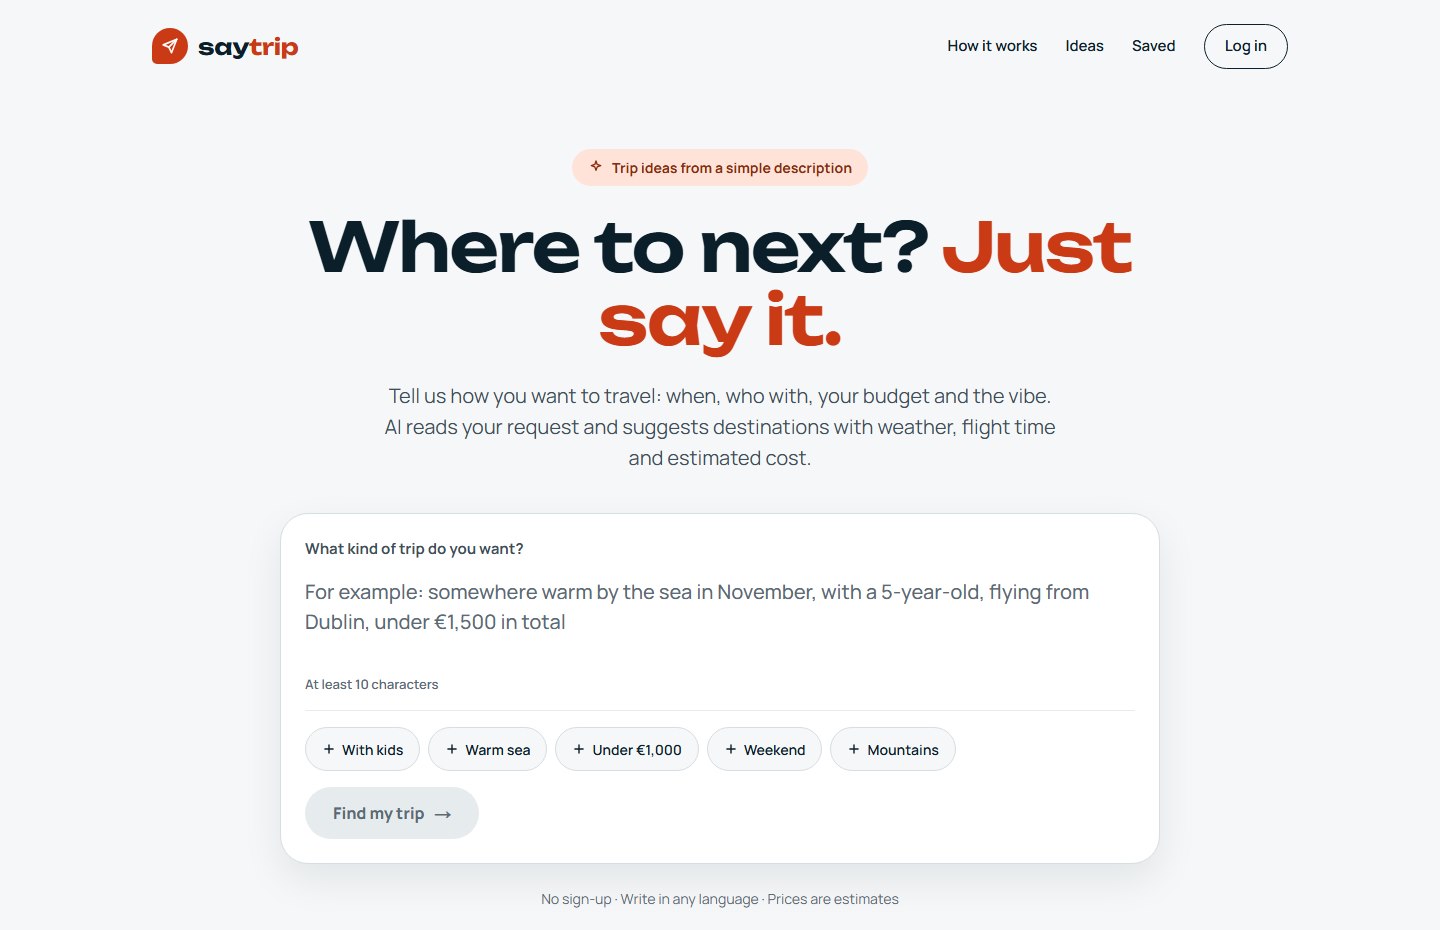 saytrip
How it works
Ideas
Saved
Log in
Trip ideas from a simple description
Where to next? Just
say it.
Tell us how you want to travel: when, who with, your budget and the vibe.
AI reads your request and suggests destinations with weather, flight time
and estimated cost.
What kind of trip do you want?
For example: somewhere warm by the sea in November, with a 5-year-old, flying from
Dublin, under €1,500 in total
At least 10 characters
+ With kids
+ Warm sea
+ Under €1,000
+ Weekend
+ Mountains
Find my trip →
No sign-up · Write in any language · Prices are estimates